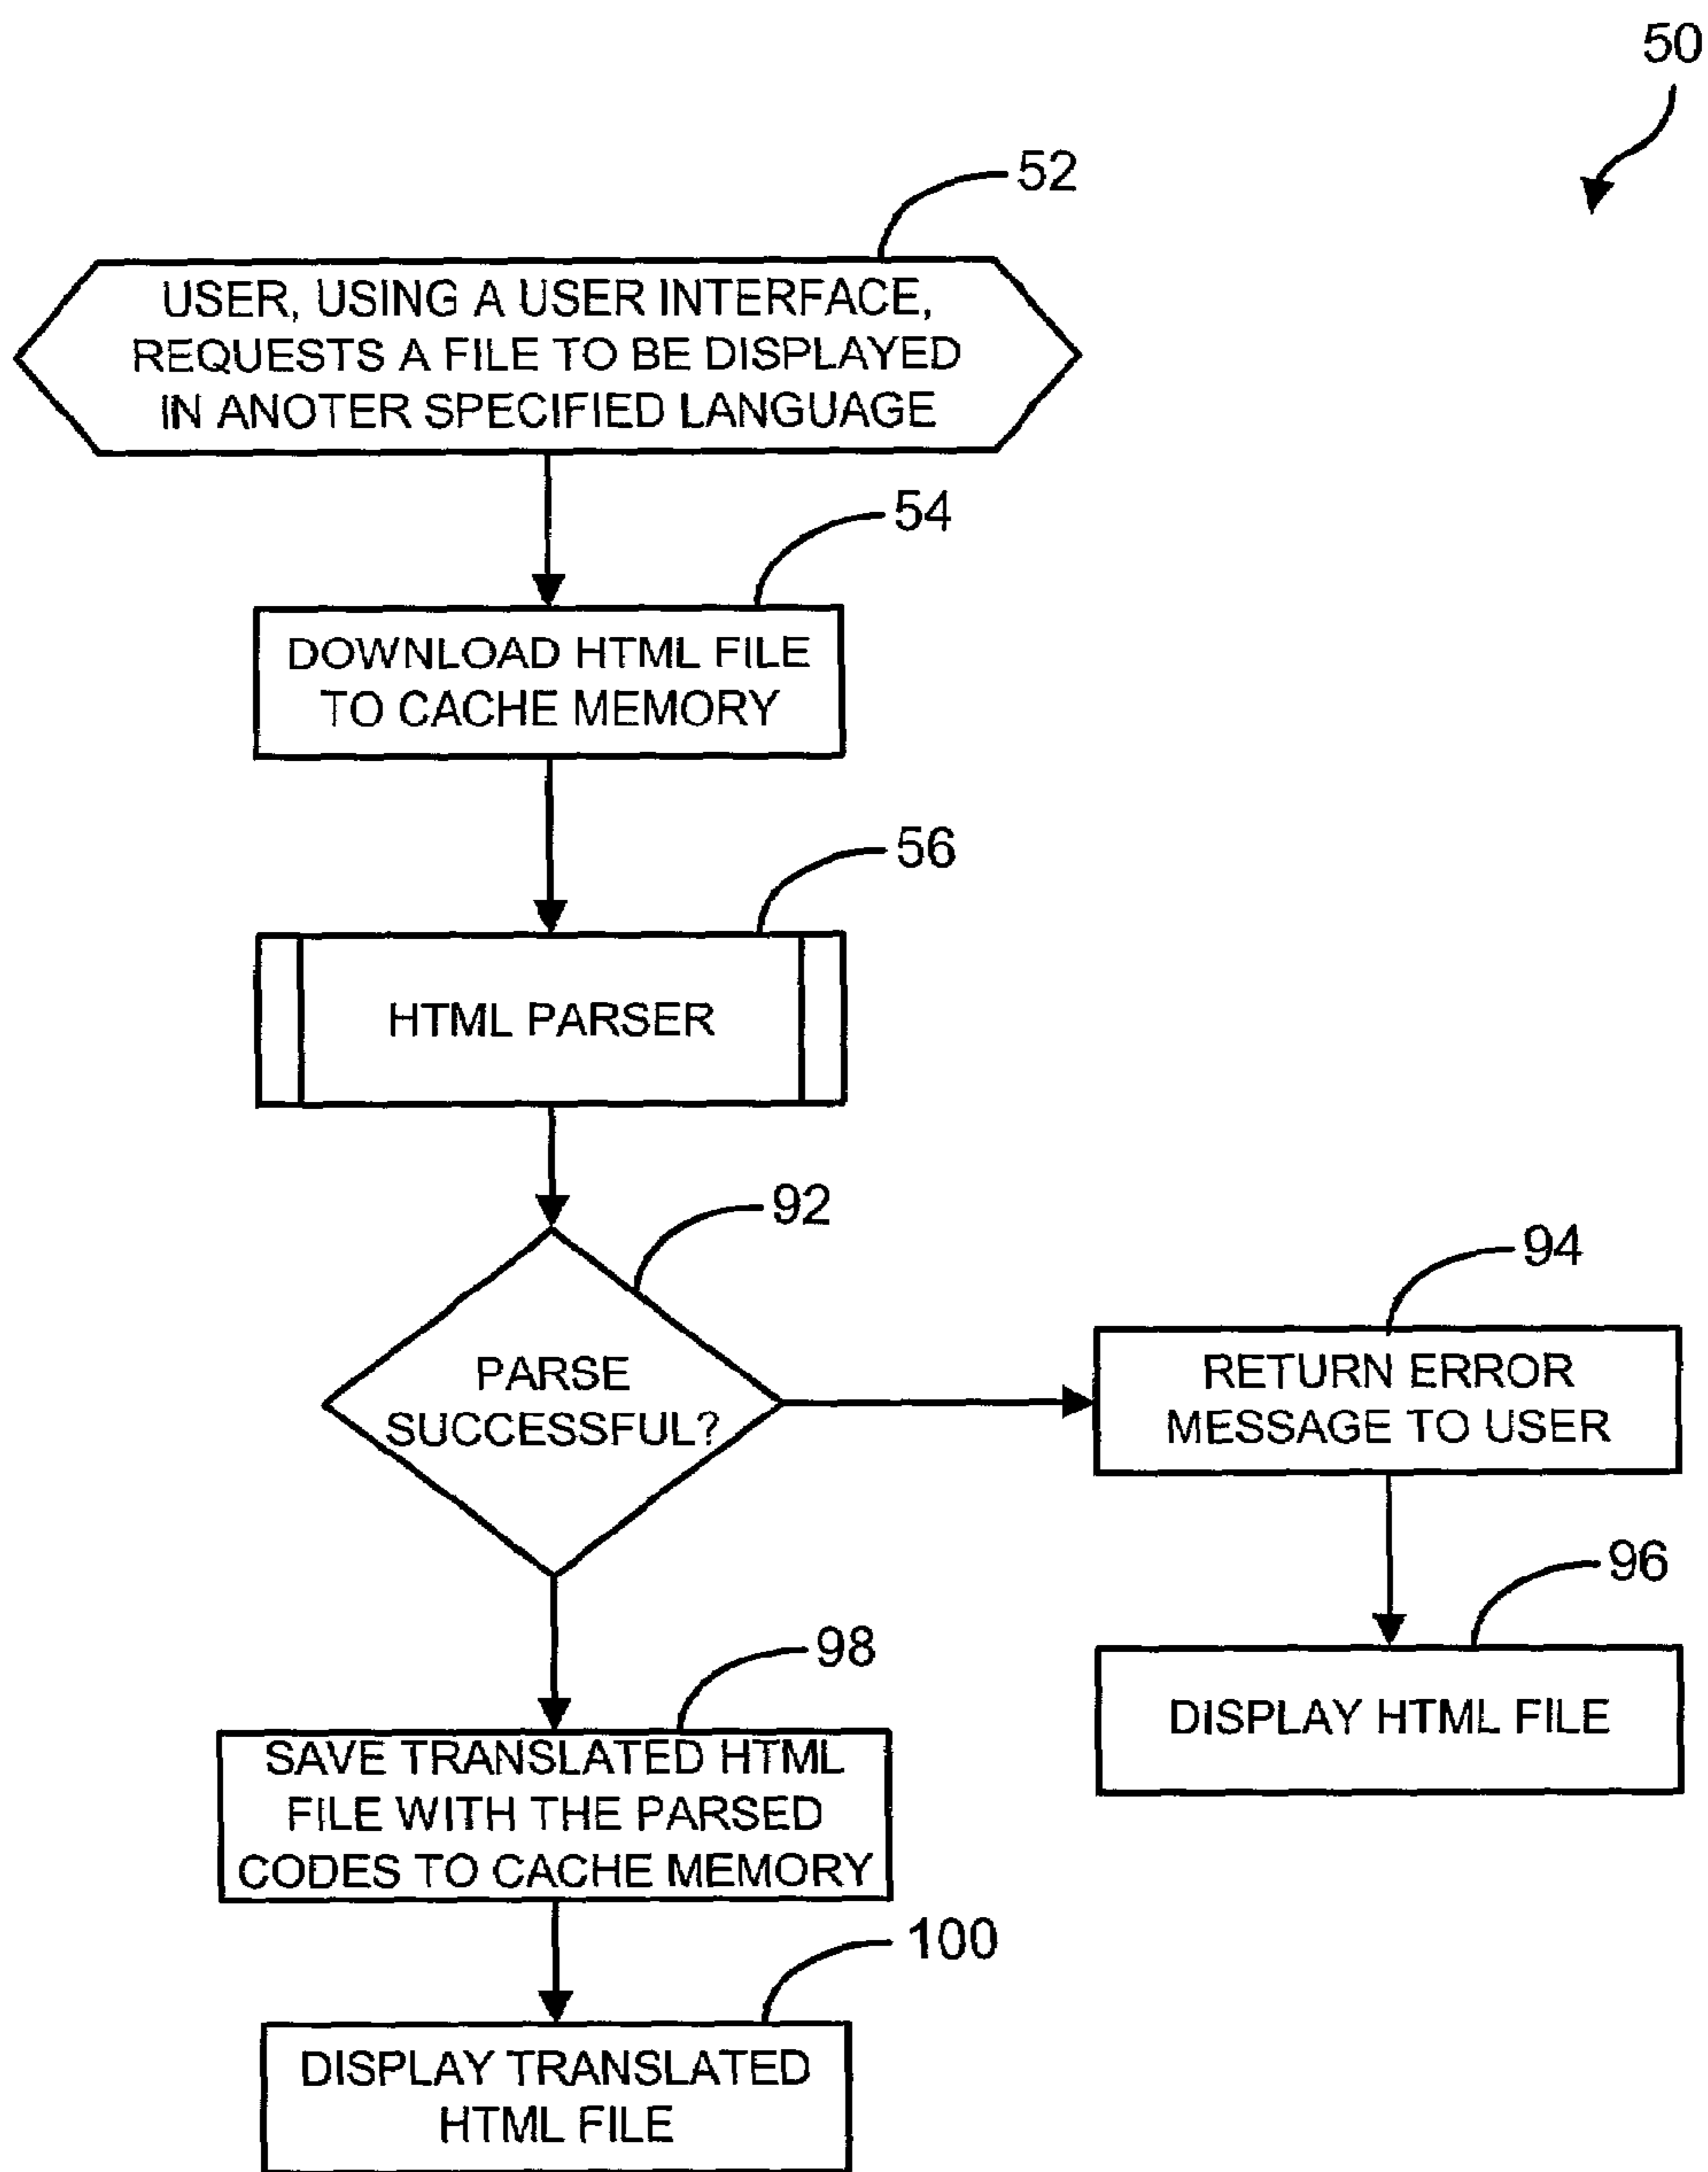 50
52
USER, USING A USER INTERFACE,
REQUESTS A FILE TO BE DISPLAYED
IN ANOTER SPECIFIED LANGUAGE
54
DOWNLOAD HTML FILE
TO CACHE MEMORY
56
HTML PARSER
92
PARSE
SUCCESSFUL?
94
RETURN ERROR
MESSAGE TO USER
96
DISPLAY HTML FILE
98
SAVE TRANSLATED HTML
FILE WITH THE PARSED
CODES TO CACHE MEMORY
100
DISPLAY TRANSLATED
HTML FILE